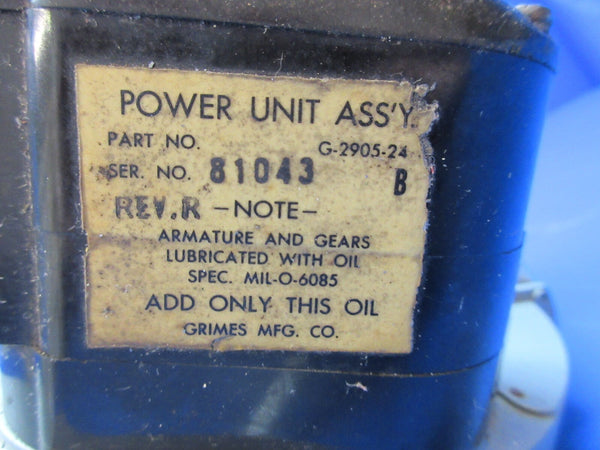 POWER UNIT ASS'Y.
PART NO. G-2905-24
SER. NO. 81043 B
REV.R -NOTE-
ARMATURE AND GEARS
LUBRICATED WITH OIL
SPEC. MIL-O-6085
ADD ONLY THIS OIL
GRIMES MFG. CO.